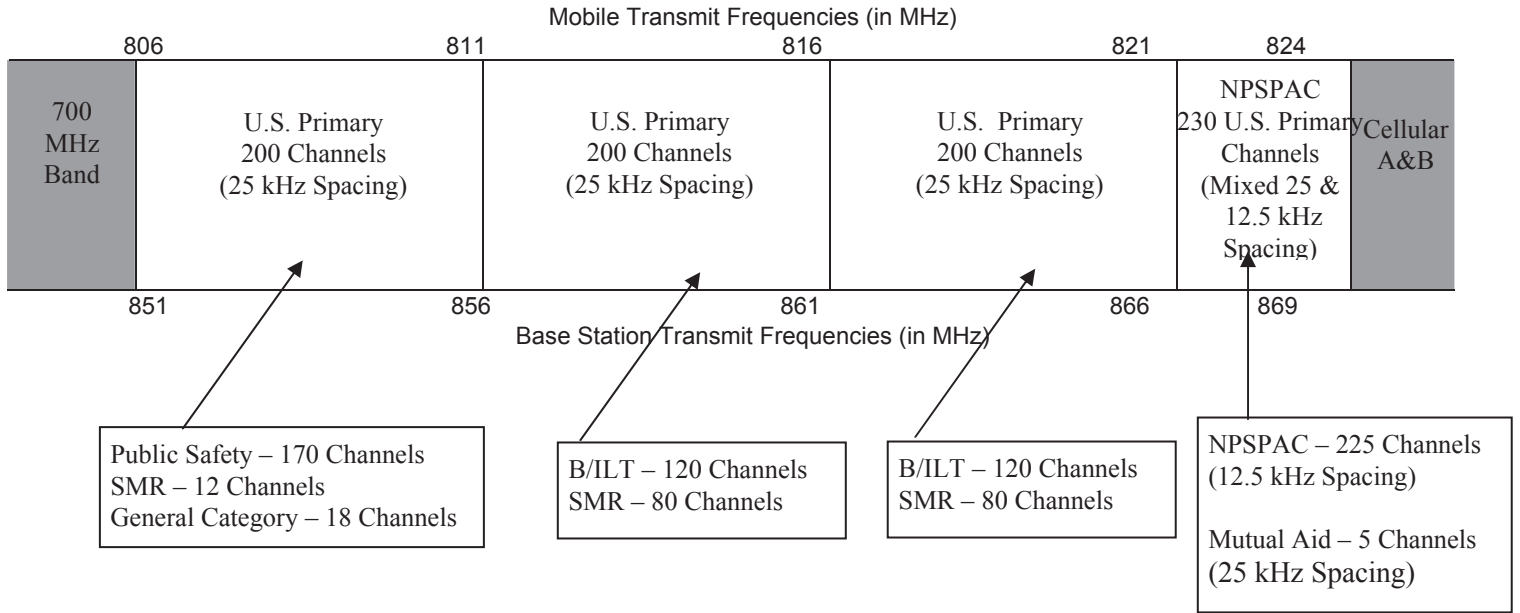 Mobile Transmit Frequencies (in MHz)
806 811 816 821 824
700
MHz
Band
U.S. Primary
200 Channels
(25 kHz Spacing)
U.S. Primary
200 Channels
(25 kHz Spacing)
U.S. Primary
200 Channels
(25 kHz Spacing)
NPSPAC
230 U.S. Primary
Channels
(Mixed 25 &
12.5 kHz
Spacing)
Cellular
A&B
851 856 861 866 869
Base Station Transmit Frequencies (in MHz)
Public Safety – 170 Channels
SMR – 12 Channels
General Category – 18 Channels
B/ILT – 120 Channels
SMR – 80 Channels
B/ILT – 120 Channels
SMR – 80 Channels
NPSPAC – 225 Channels
(12.5 kHz Spacing)
Mutual Aid – 5 Channels
(25 kHz Spacing)